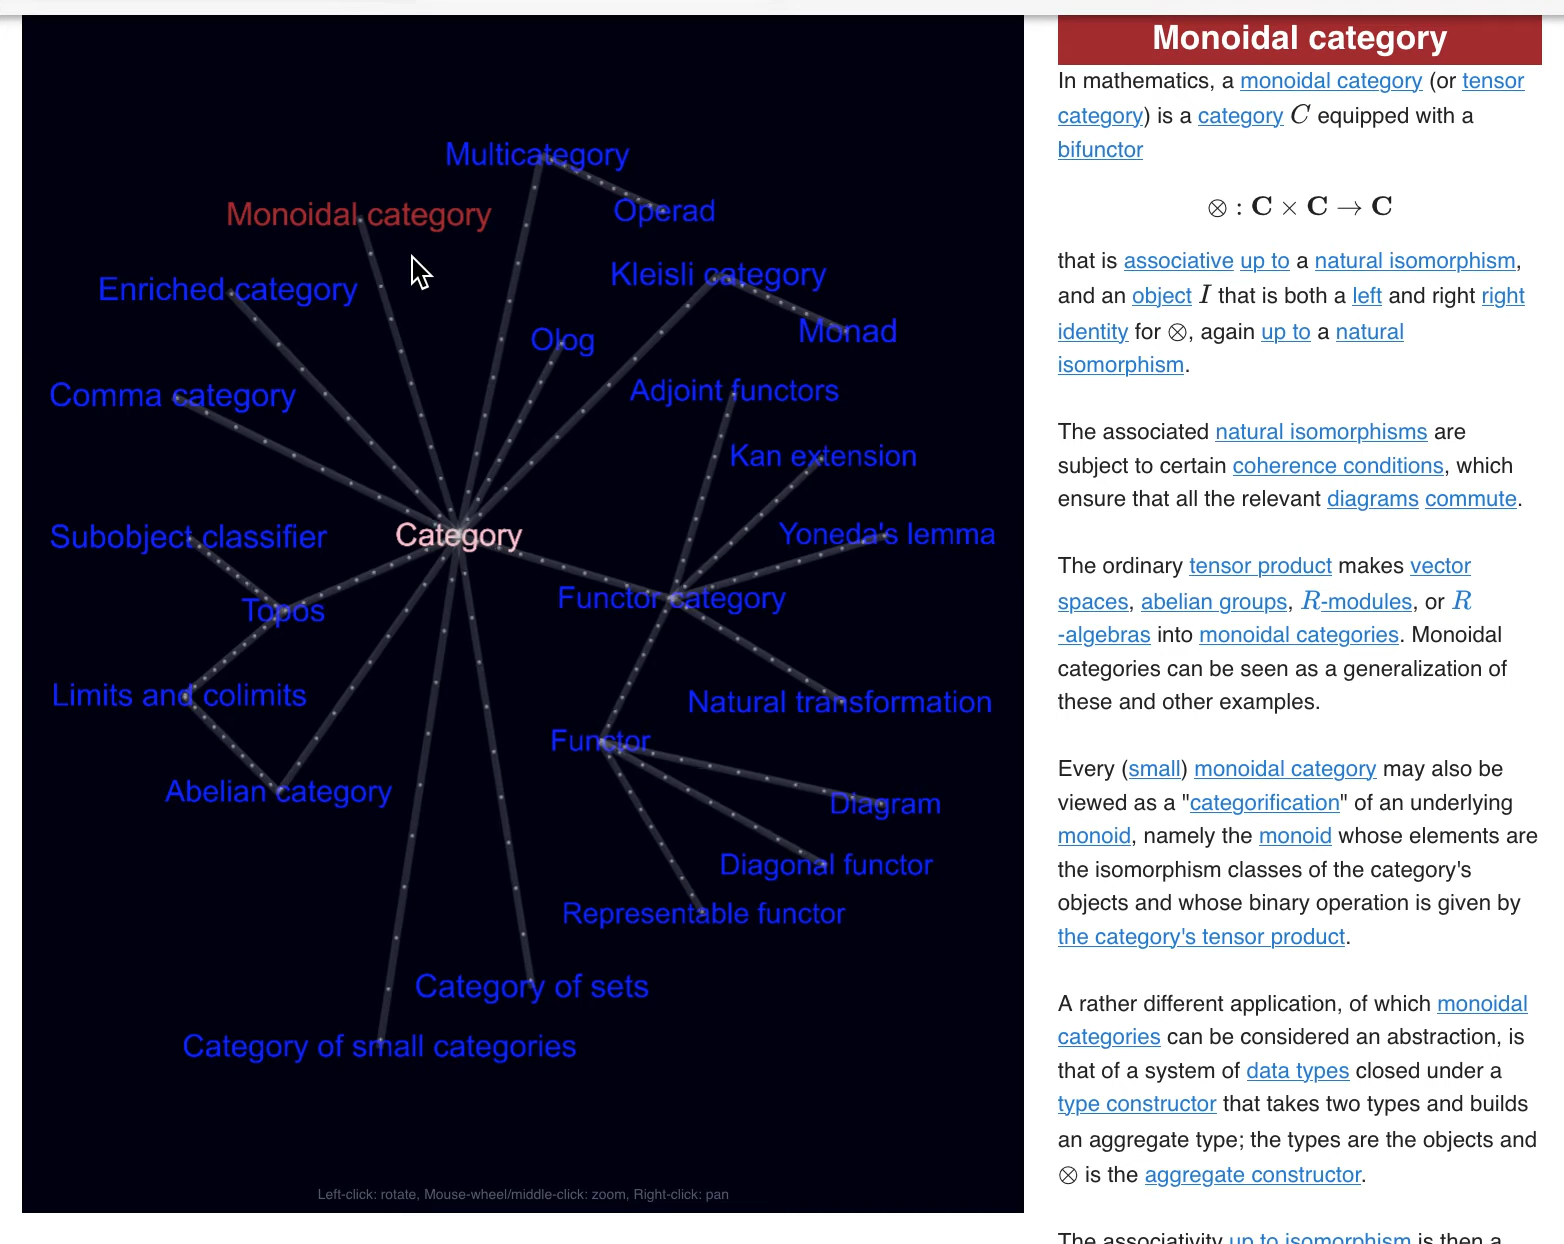 Multicategory
Monoidal category
Operad
Kleisli category
Enriched category
Olog
Monad
Adjoint functors
Comma category
Kan extension
Yoneda's lemma
Subobject classifier
Category
Functor category
Topos
Limits and colimits
Natural transformation
Functor
Abelian category
Diagram
Diagonal functor
Representable functor
Category of sets
Category of small categories
Left-click: rotate, Mouse-wheel/middle-click: zoom, Right-click: pan
Monoidal category
In mathematics, a monoidal category (or tensor
category) is a category C equipped with a
bifunctor
⊗ : C × C → C
that is associative up to a natural isomorphism,
and an object I that is both a left and right right
identity for ⊗, again up to a natural
isomorphism.
The associated natural isomorphisms are
subject to certain coherence conditions, which
ensure that all the relevant diagrams commute.
The ordinary tensor product makes vector
spaces, abelian groups, R-modules, or R
-algebras into monoidal categories. Monoidal
categories can be seen as a generalization of
these and other examples.
Every (small) monoidal category may also be
viewed as a "categorification" of an underlying
monoid, namely the monoid whose elements are
the isomorphism classes of the category's
objects and whose binary operation is given by
the category's tensor product.
A rather different application, of which monoidal
categories can be considered an abstraction, is
that of a system of data types closed under a
type constructor that takes two types and builds
an aggregate type; the types are the objects and
⊗ is the aggregate constructor.
The associativity up to isomorphism is then a